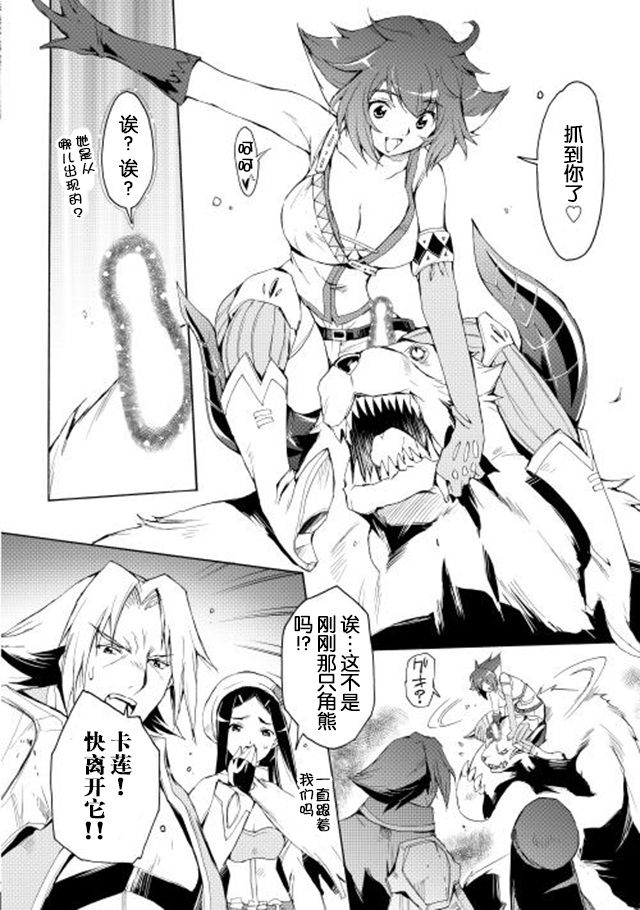 抓到你了♡
呵
呵♥
诶？诶？
她是从
哪儿出现的？
诶…这不是
刚刚那只角熊
吗!?
グキ？
一直跟着
我们吗
卡莲！
快离开它!!